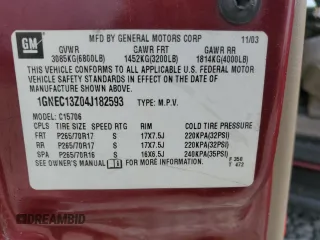 GM
MFD BY GENERAL MOTORS CORP 11/03
GVWR GAWR FRT GAWR RR
3085KG(6800LB) 1452KG(3200LB) 1814KG(4000LB)
THIS VEHICLE CONFORMS TO ALL APPLICABLE U.S. FEDERAL MOTOR
VEHICLE SAFETY STANDARDS IN EFFECT ON THE DATE OF
MANUFACTURE SHOWN ABOVE.
1GNEC13Z04J182593 TYPE: M.P.V.
MODEL: C15706
CPNL TIRE SIZE SPEED RTG RIM COLD TIRE PRESSURE
FRT P265/70R17 S 17X7.5J 220KPA(32PSI)
RR P265/70R17 S 17X7.5J 220KPA(32PSI)
SPA P265/70R16 S 16X6.5J 240KPA(35PSI)
SEE OWNER'S MANUAL FOR MORE INFORMATION.
F 350
T 472
DREAMBID